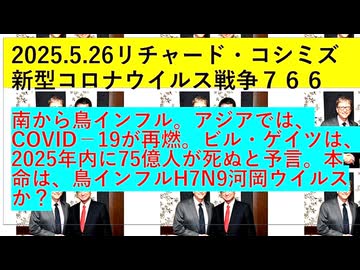 2025.5.26リチャード・コシミズ
新型コロナウイルス戦争７６６
南から鳥インフル。アジアでは、
COVID－19が再燃。ビル・ゲイツは、
2025年内に75億人が死ぬと予言。本
命は、鳥インフルH7N9河岡ウイルス
か？